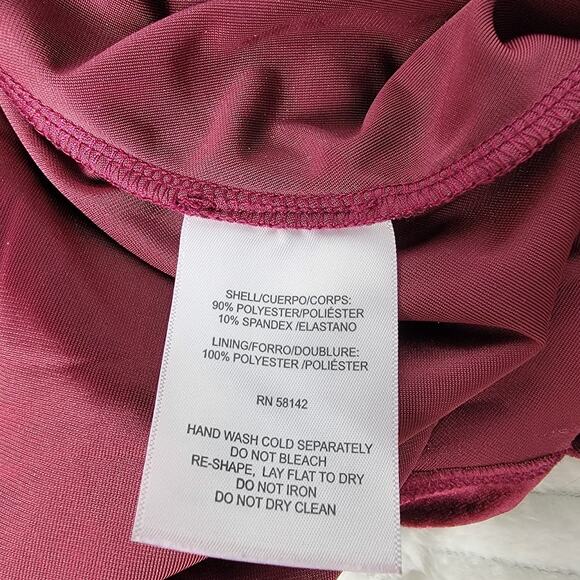 SHELL/CUERPO/CORPS:
90% POLYESTER/POLIÉSTER
10% SPANDEX /ELASTANO
LINING/FORRO/DOUBLURE:
100% POLYESTER /POLIÉSTER
RN 58142
HAND WASH COLD SEPARATELY
DO NOT BLEACH
RE-SHAPE, LAY FLAT TO DRY
DO NOT IRON
DO NOT DRY CLEAN